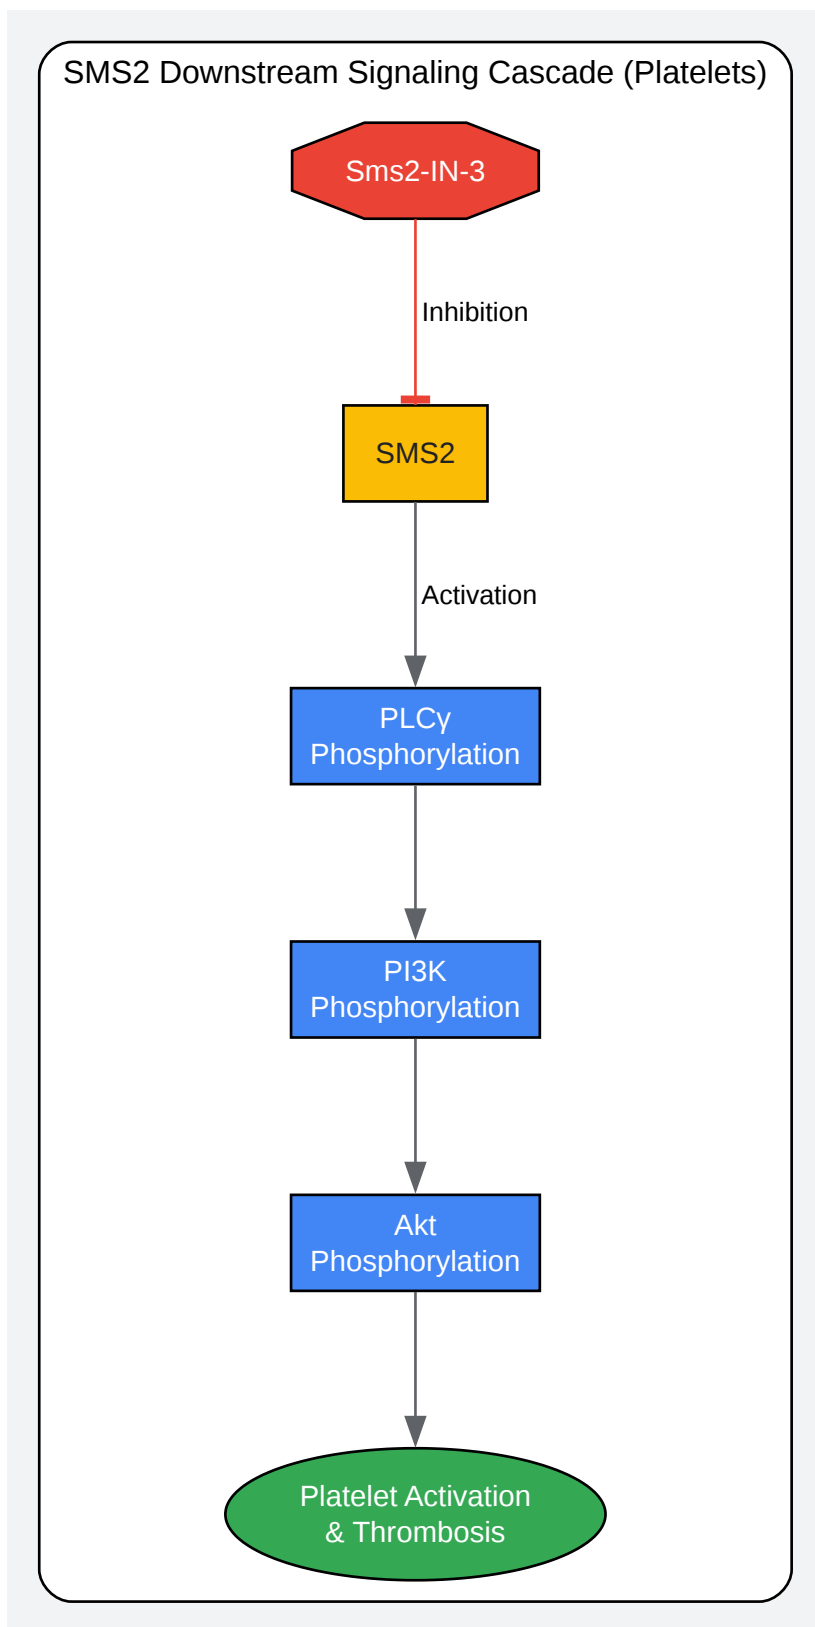 SMS2 Downstream Signaling Cascade (Platelets)
Sms2-IN-3
Inhibition
SMS2
Activation
PLCγ
Phosphorylation
PI3K
Phosphorylation
Akt
Phosphorylation
Platelet Activation
& Thrombosis